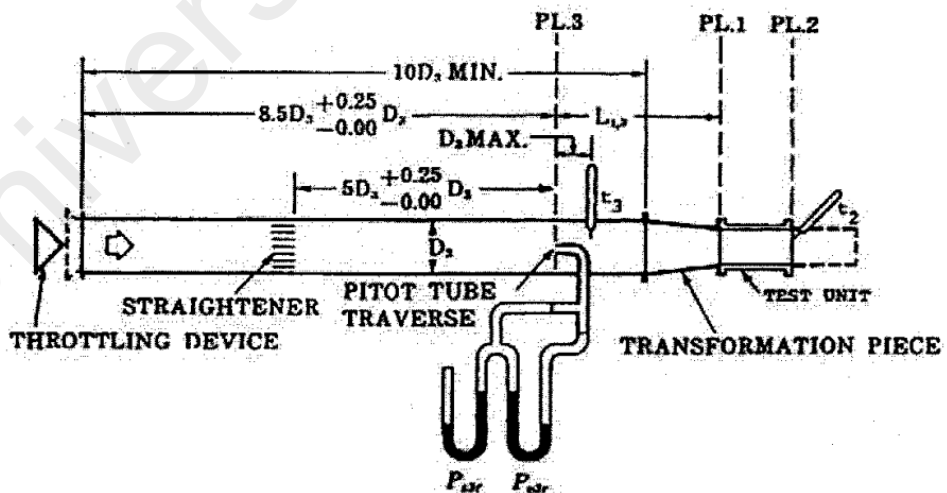 PL.3
PL.1
PL.2
10D₃ MIN.
8.5D₃ +0.25 D₃
−0.00
L₁,₃
D₃ MAX.
5D₃ +0.25 D₃
−0.00
t₃
t₂
D₃
STRAIGHTENER
PITOT TUBE
TRAVERSE
TEST UNIT
THROTTLING DEVICE
TRANSFORMATION PIECE